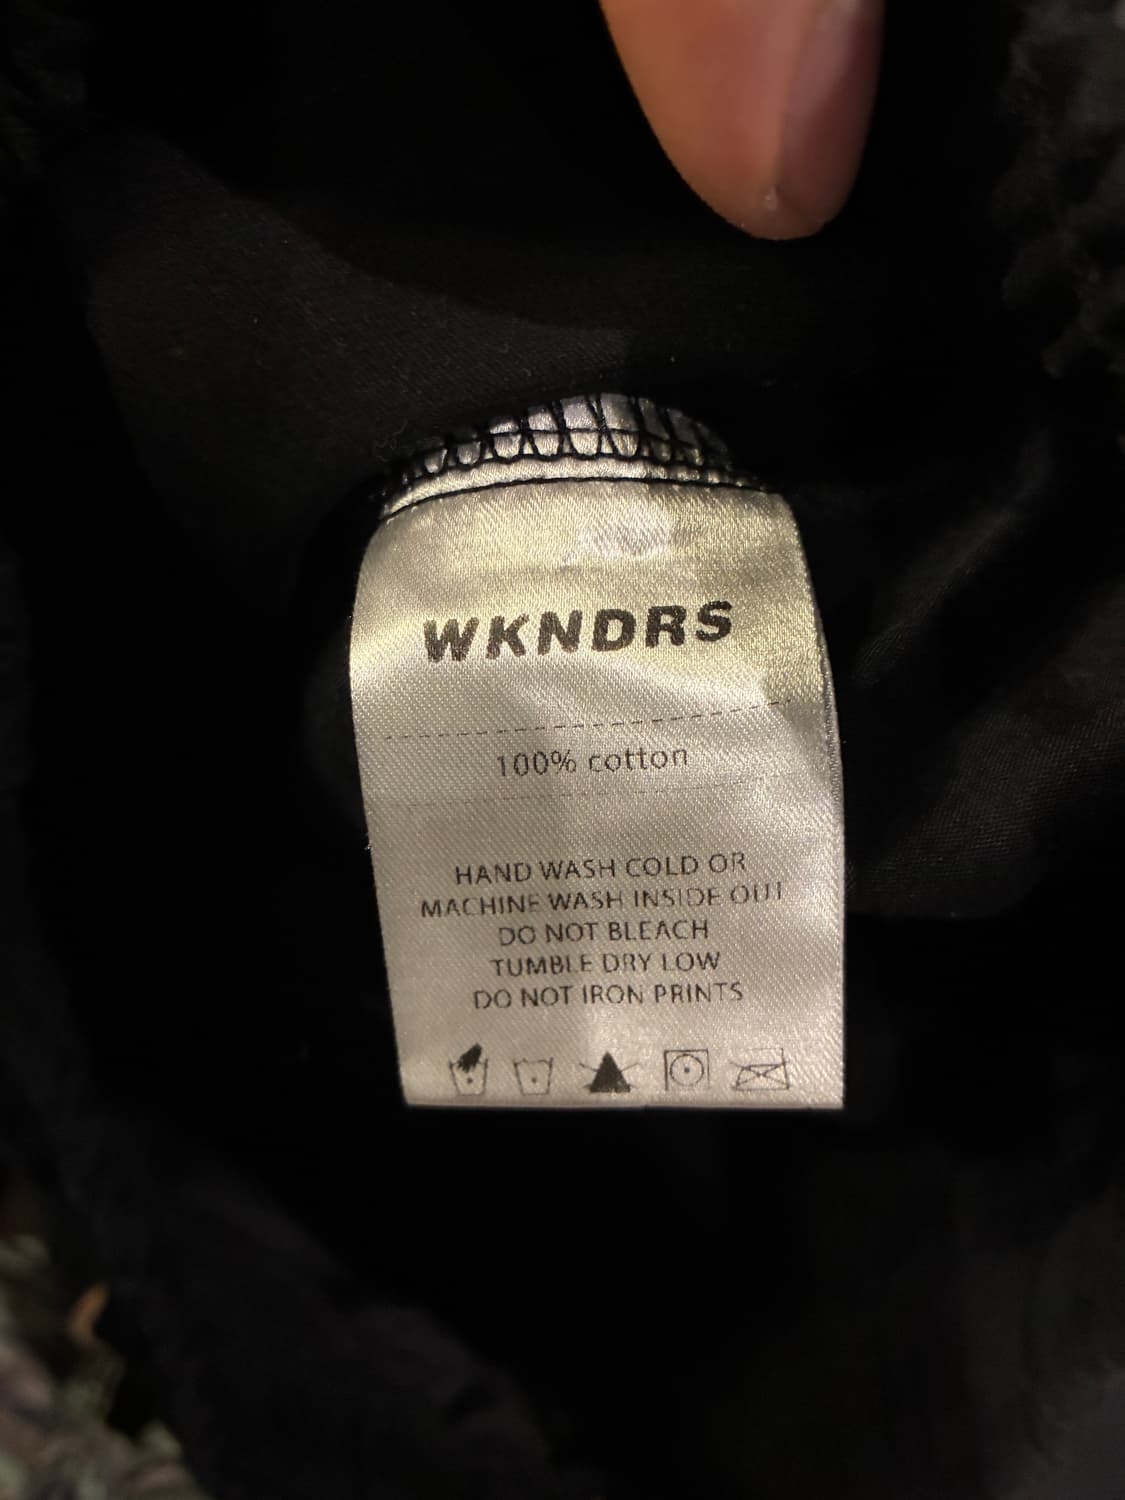 WKNDRS
100% cotton
HAND WASH COLD OR
MACHINE WASH INSIDE OUT
DO NOT BLEACH
TUMBLE DRY LOW
DO NOT IRON PRINTS